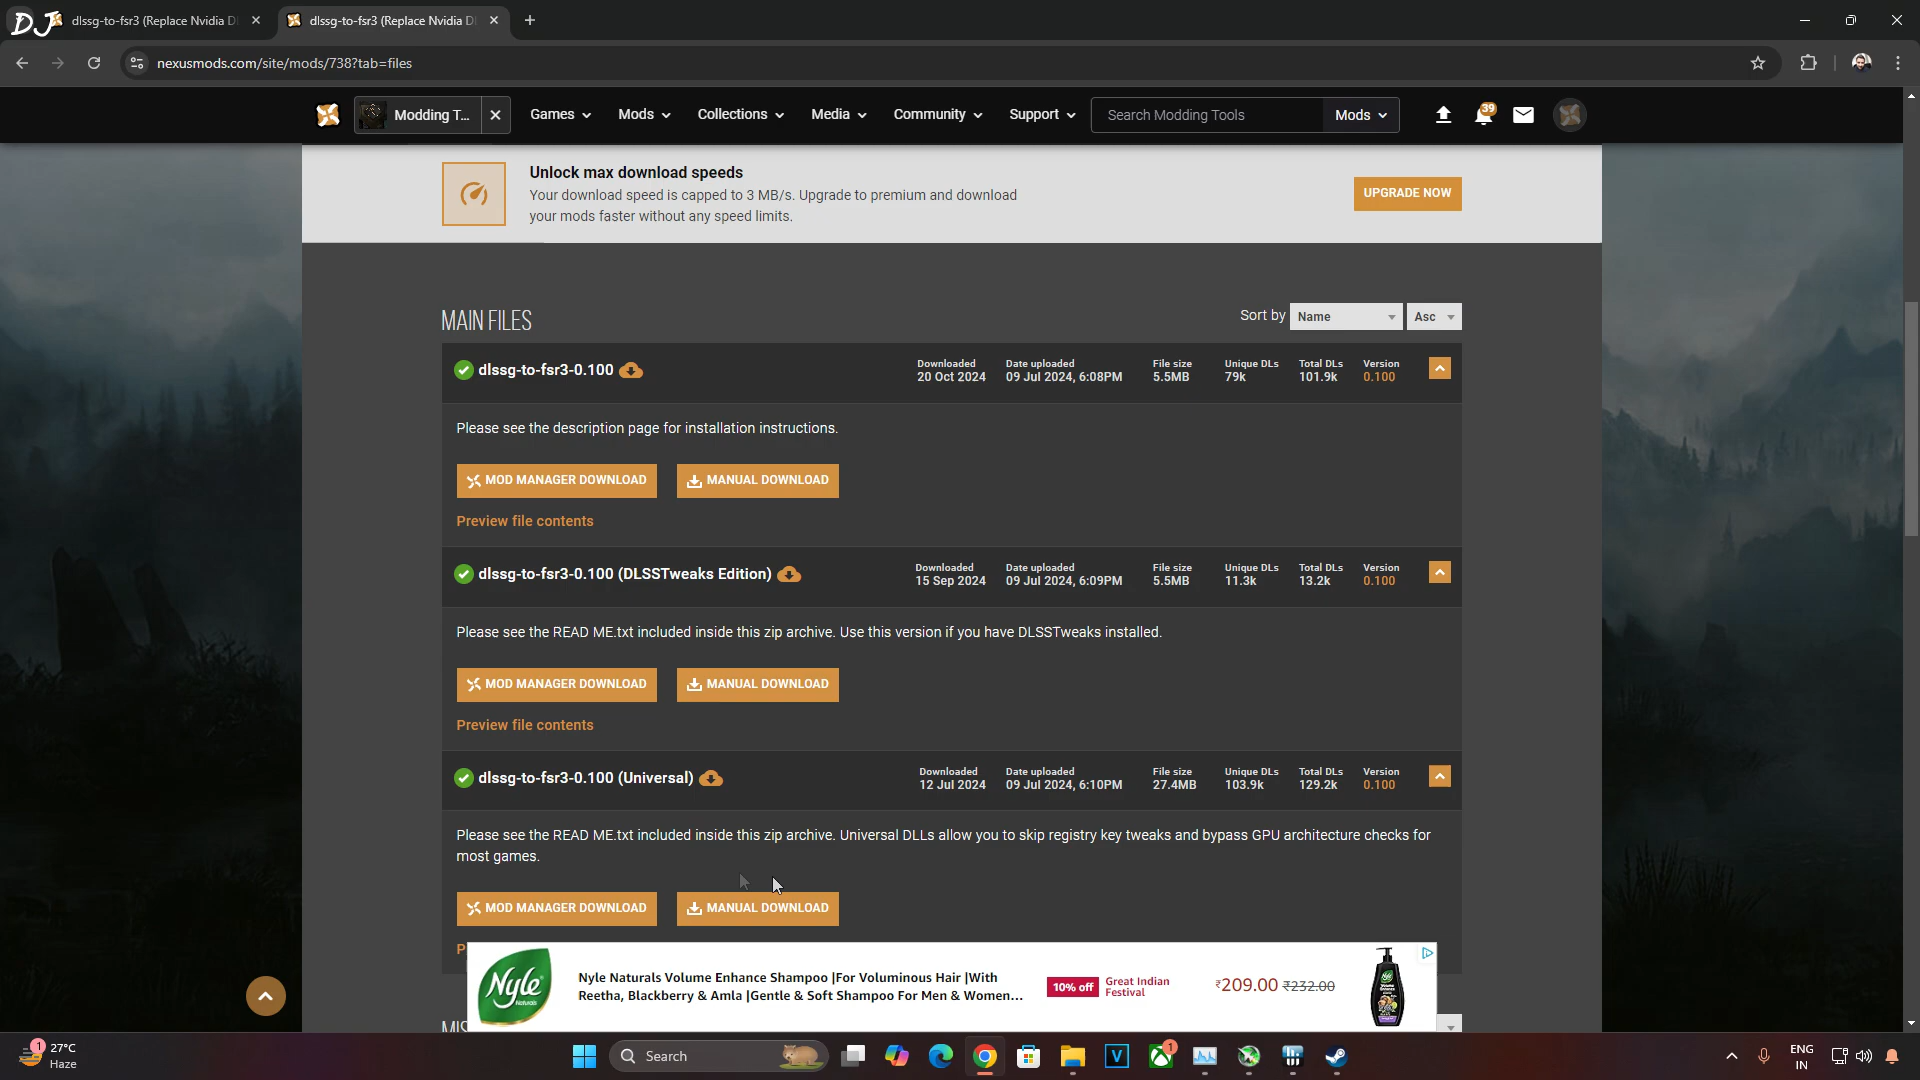 DJ
dlssg-to-fsr3 (Replace Nvidia D
dlssg-to-fsr3 (Replace Nvidia D
nexusmods.com/site/mods/738?tab=files
Modding T...
Games
Mods
Collections
Media
Community
Support
Search Modding Tools
Mods
39
Unlock max download speeds
Your download speed is capped to 3 MB/s. Upgrade to premium and download
your mods faster without any speed limits.
UPGRADE NOW
MAIN FILES
Sort by
Name
Asc
dlssg-to-fsr3-0.100
Downloaded
20 Oct 2024
Date uploaded
09 Jul 2024, 6:08PM
File size
5.5MB
Unique DLs
79k
Total DLs
101.9k
Version
0.100
Please see the description page for installation instructions.
MOD MANAGER DOWNLOAD
MANUAL DOWNLOAD
Preview file contents
dlssg-to-fsr3-0.100 (DLSSTweaks Edition)
Downloaded
15 Sep 2024
Date uploaded
09 Jul 2024, 6:09PM
File size
5.5MB
Unique DLs
11.3k
Total DLs
13.2k
Version
0.100
Please see the READ ME.txt included inside this zip archive. Use this version if you have DLSSTweaks installed.
MOD MANAGER DOWNLOAD
MANUAL DOWNLOAD
Preview file contents
dlssg-to-fsr3-0.100 (Universal)
Downloaded
12 Jul 2024
Date uploaded
09 Jul 2024, 6:10PM
File size
27.4MB
Unique DLs
103.9k
Total DLs
129.2k
Version
0.100
Please see the READ ME.txt included inside this zip archive. Universal DLLs allow you to skip registry key tweaks and bypass GPU architecture checks for
most games.
MOD MANAGER DOWNLOAD
MANUAL DOWNLOAD
P
Nyle
Naturals
Nyle Naturals Volume Enhance Shampoo |For Voluminous Hair |With
Reetha, Blackberry & Amla |Gentle & Soft Shampoo For Men & Women...
10% off
Great Indian
Festival
₹209.00 ₹232.00
MIS
1
27°C
Haze
Search
V
1
ENG
IN